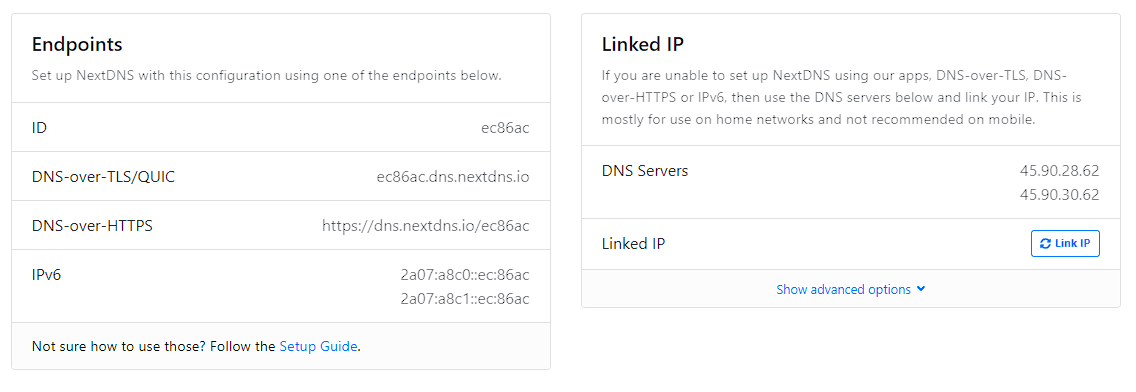 Endpoints
Set up NextDNS with this configuration using one of the endpoints below.
ID
ec86ac
DNS-over-TLS/QUIC
ec86ac.dns.nextdns.io
DNS-over-HTTPS
https://dns.nextdns.io/ec86ac
IPv6
2a07:a8c0::ec:86ac
2a07:a8c1::ec:86ac
Not sure how to use those? Follow the Setup Guide.
Linked IP
If you are unable to set up NextDNS using our apps, DNS-over-TLS, DNS-
over-HTTPS or IPv6, then use the DNS servers below and link your IP. This is
mostly for use on home networks and not recommended on mobile.
DNS Servers
45.90.28.62
45.90.30.62
Linked IP
Link IP
Show advanced options